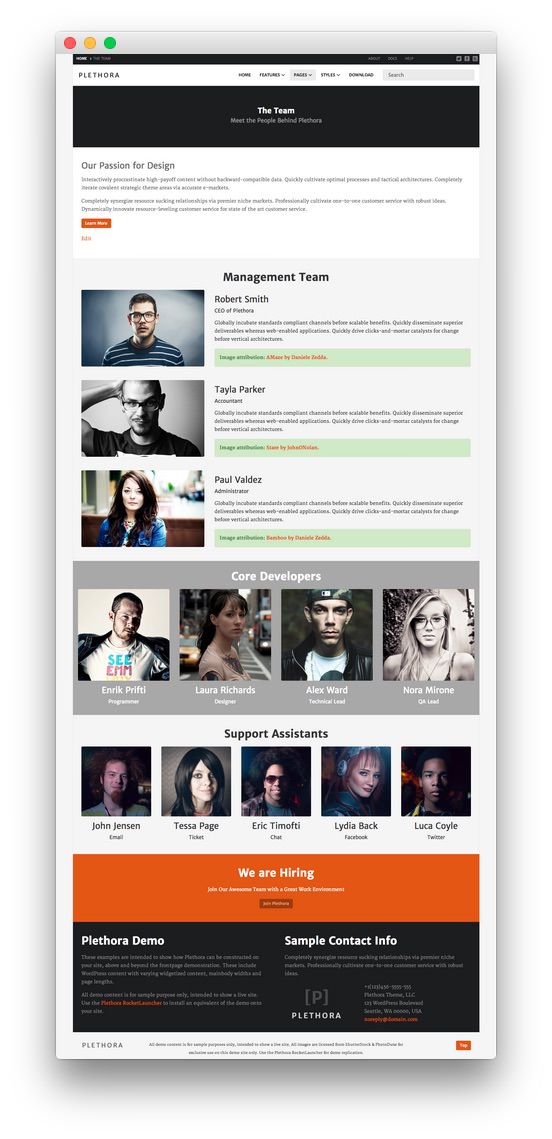 HOME THE TEAM ABOUT DOCS HELP
PLETHORA HOME FEATURES PAGES STYLES DOWNLOAD Search
The Team
Meet the People Behind Plethora
Our Passion for Design
Interactively procrastinate high-payoff content without backward-compatible data. Quickly cultivate optimal processes and tactical architectures. Completely
iterate covalent strategic theme areas via accurate e-markets.
Completely synergize resource sucking relationships via premier niche markets. Professionally cultivate one-to-one customer service with robust ideas.
Dynamically innovate resource-leveling customer service for state of the art customer service.
Learn More
Edit
Management Team
Robert Smith
CEO of Plethora
Globally incubate standards compliant channels before scalable benefits. Quickly disseminate superior
deliverables whereas web-enabled applications. Quickly drive clicks-and-mortar catalysts for change
before vertical architectures.
Image attribution: AMaze by Daniele Zedda.
Tayla Parker
Accountant
Globally incubate standards compliant channels before scalable benefits. Quickly disseminate superior
deliverables whereas web-enabled applications. Quickly drive clicks-and-mortar catalysts for change
before vertical architectures.
Image attribution: Stare by JohnONolan.
Paul Valdez
Administrator
Globally incubate standards compliant channels before scalable benefits. Quickly disseminate superior
deliverables whereas web-enabled applications. Quickly drive clicks-and-mortar catalysts for change
before vertical architectures.
Image attribution: Bamboo by Daniele Zedda.
Core Developers
SEE
EMM
Enrik Prifti Laura Richards Alex Ward Nora Mirone
Programmer Designer Technical Lead QA Lead
Support Assistants
John Jensen Tessa Page Eric Timofti Lydia Back Luca Coyle
Email Ticket Chat Facebook Twitter
We are Hiring
Join Our Awesome Team with a Great Work Environment
Join Plethora
Plethora Demo
These examples are intended to show how Plethora can be constructed on
your site, above and beyond the frontpage demonstration. These include
WordPress content with varying widgetized content, mainbody widths and
page lengths.
All demo content is for sample purpose only, intended to show a live site.
Use the Plethora RocketLauncher to install an equivalent of the demo onto
your site.
Sample Contact Info
Completely synergize resource sucking relationships via premier niche
markets. Professionally cultivate one-to-one customer service with robust
ideas.
[P]
PLETHORA
+1(123)456-5555-555
Plethora Theme, LLC
123 WordPress Boulevard
Seattle, WA 00000, USA
noreply@domain.com
PLETHORA
All demo content is for sample purposes only, intended to show a live site. All images are licensed from ShutterStock & PhotoDune for
exclusive use on this demo site only. Use the Plethora RocketLauncher for demo replication.
Top